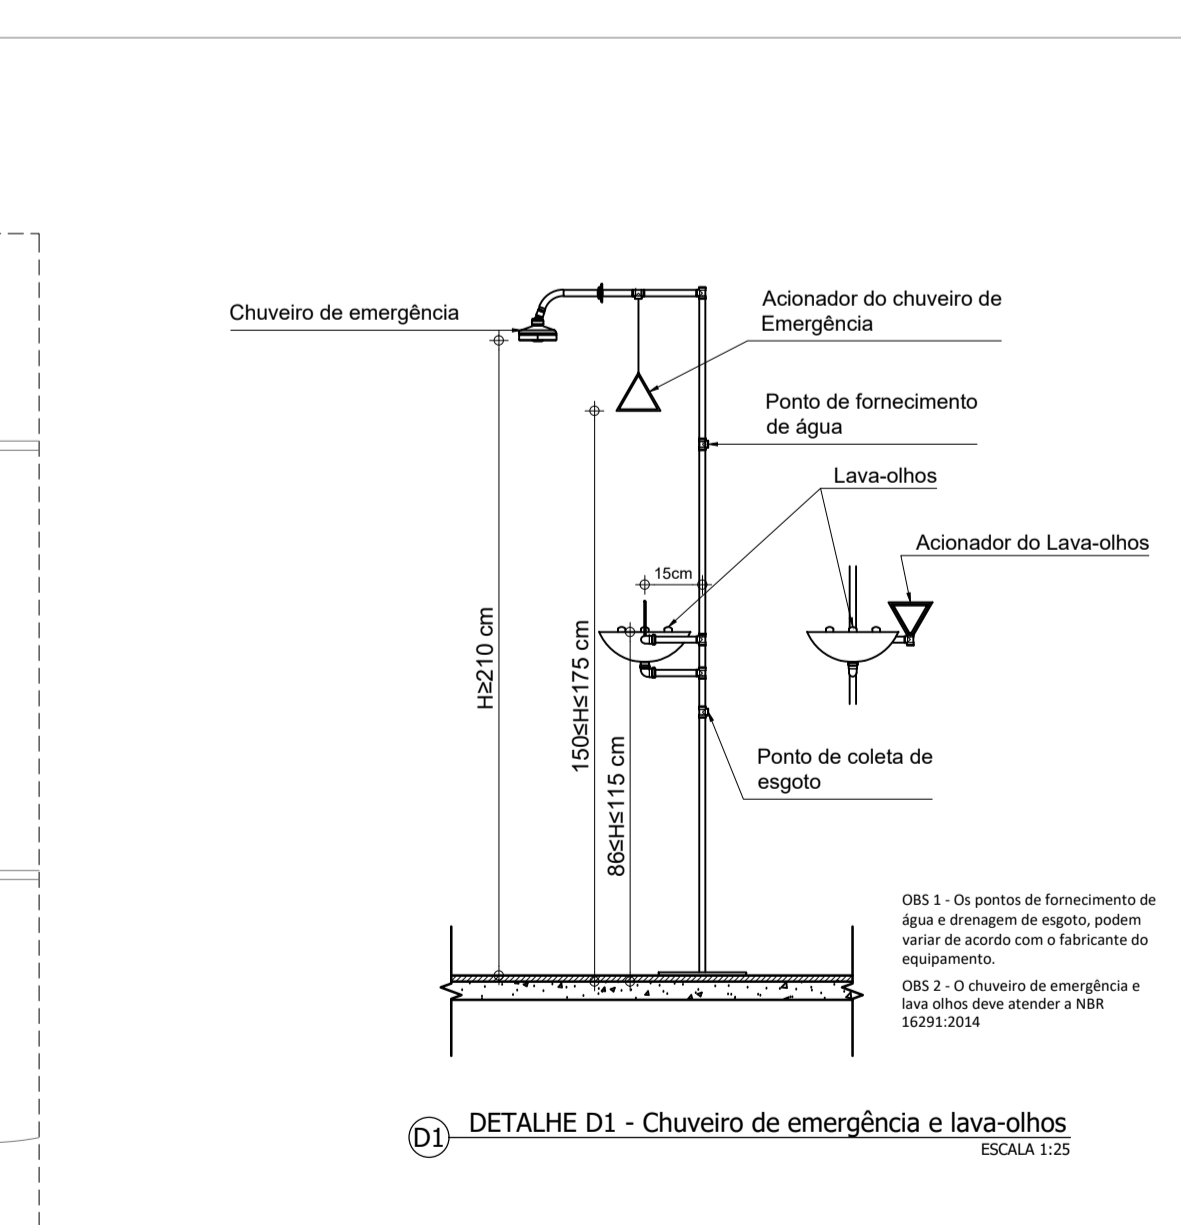 Chuveiro de emergência
Acionador do chuveiro de
Emergência
Ponto de fornecimento
de água
Lava-olhos
Acionador do Lava-olhos
15cm
H≥210 cm
150≤H≤175 cm
86≤H≤115 cm
Ponto de coleta de
esgoto
OBS 1 - Os pontos de fornecimento de
água e drenagem de esgoto, podem
variar de acordo com o fabricante do
equipamento.
OBS 2 - O chuveiro de emergência e
lava olhos deve atender a NBR
16291:2014
D1
DETALHE D1 - Chuveiro de emergência e lava-olhos
ESCALA 1:25